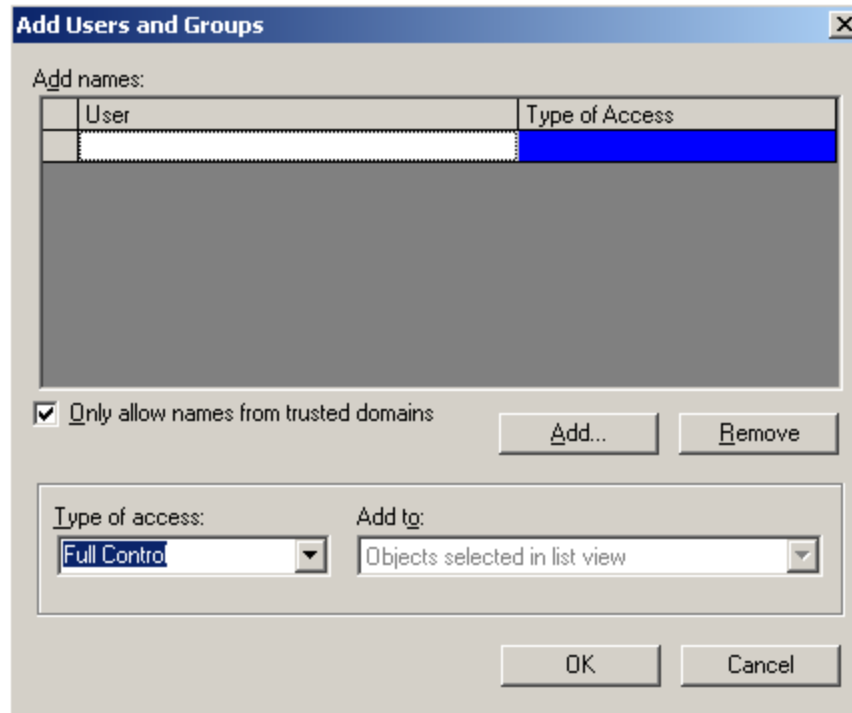 Add Users and Groups
Add names:
User Type of Access
Only allow names from trusted domains
Add... Remove
Type of access: Add to:
Full Control Objects selected in list view
OK Cancel